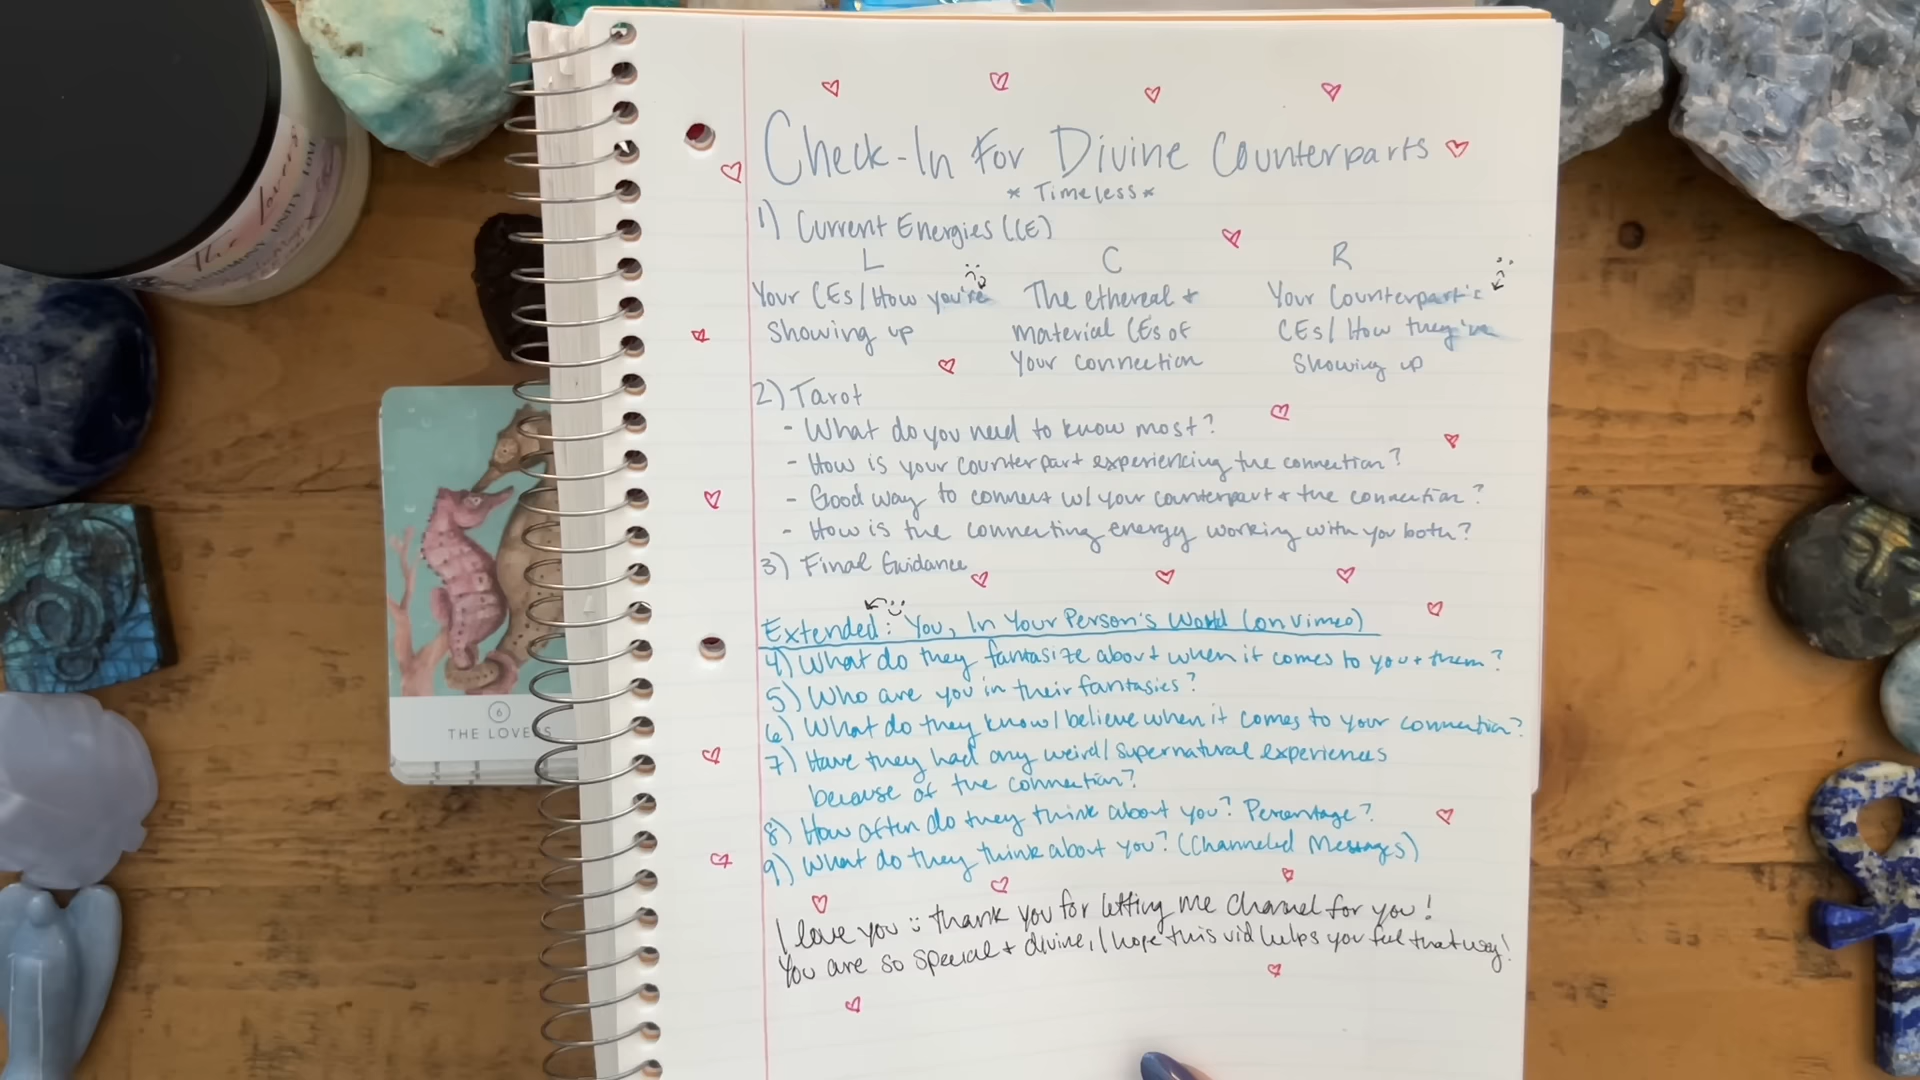 Check-In For Divine Counterparts
* Timeless *
1) Current Energies (CE)
L C R
Your CEs/How you're The ethereal + Your Counterpart's
showing up material CEs of CEs/How they're
Your connection showing up
2) Tarot
- What do you need to know most?
- How is your counterpart experiencing the connection?
- Good way to connect w/ your counterpart + the connection?
- How is the connecting energy working with you both?
3) Final Guidance
Extended: You, In Your Person's World (on Vimeo)
4) What do they fantasize about when it comes to you + them?
5) Who are you in their fantasies?
6) What do they know/believe when it comes to your connection?
7) Have they had any weird/supernatural experiences
because of the connection?
8) How often do they think about you? Percentage?
9) What do they think about you? (Channeled Messages)
I love you thank you for letting me channel for you!
You are so special + divine, I hope this vid helps you feel that way!
The Lovers
6
THE LOVERS